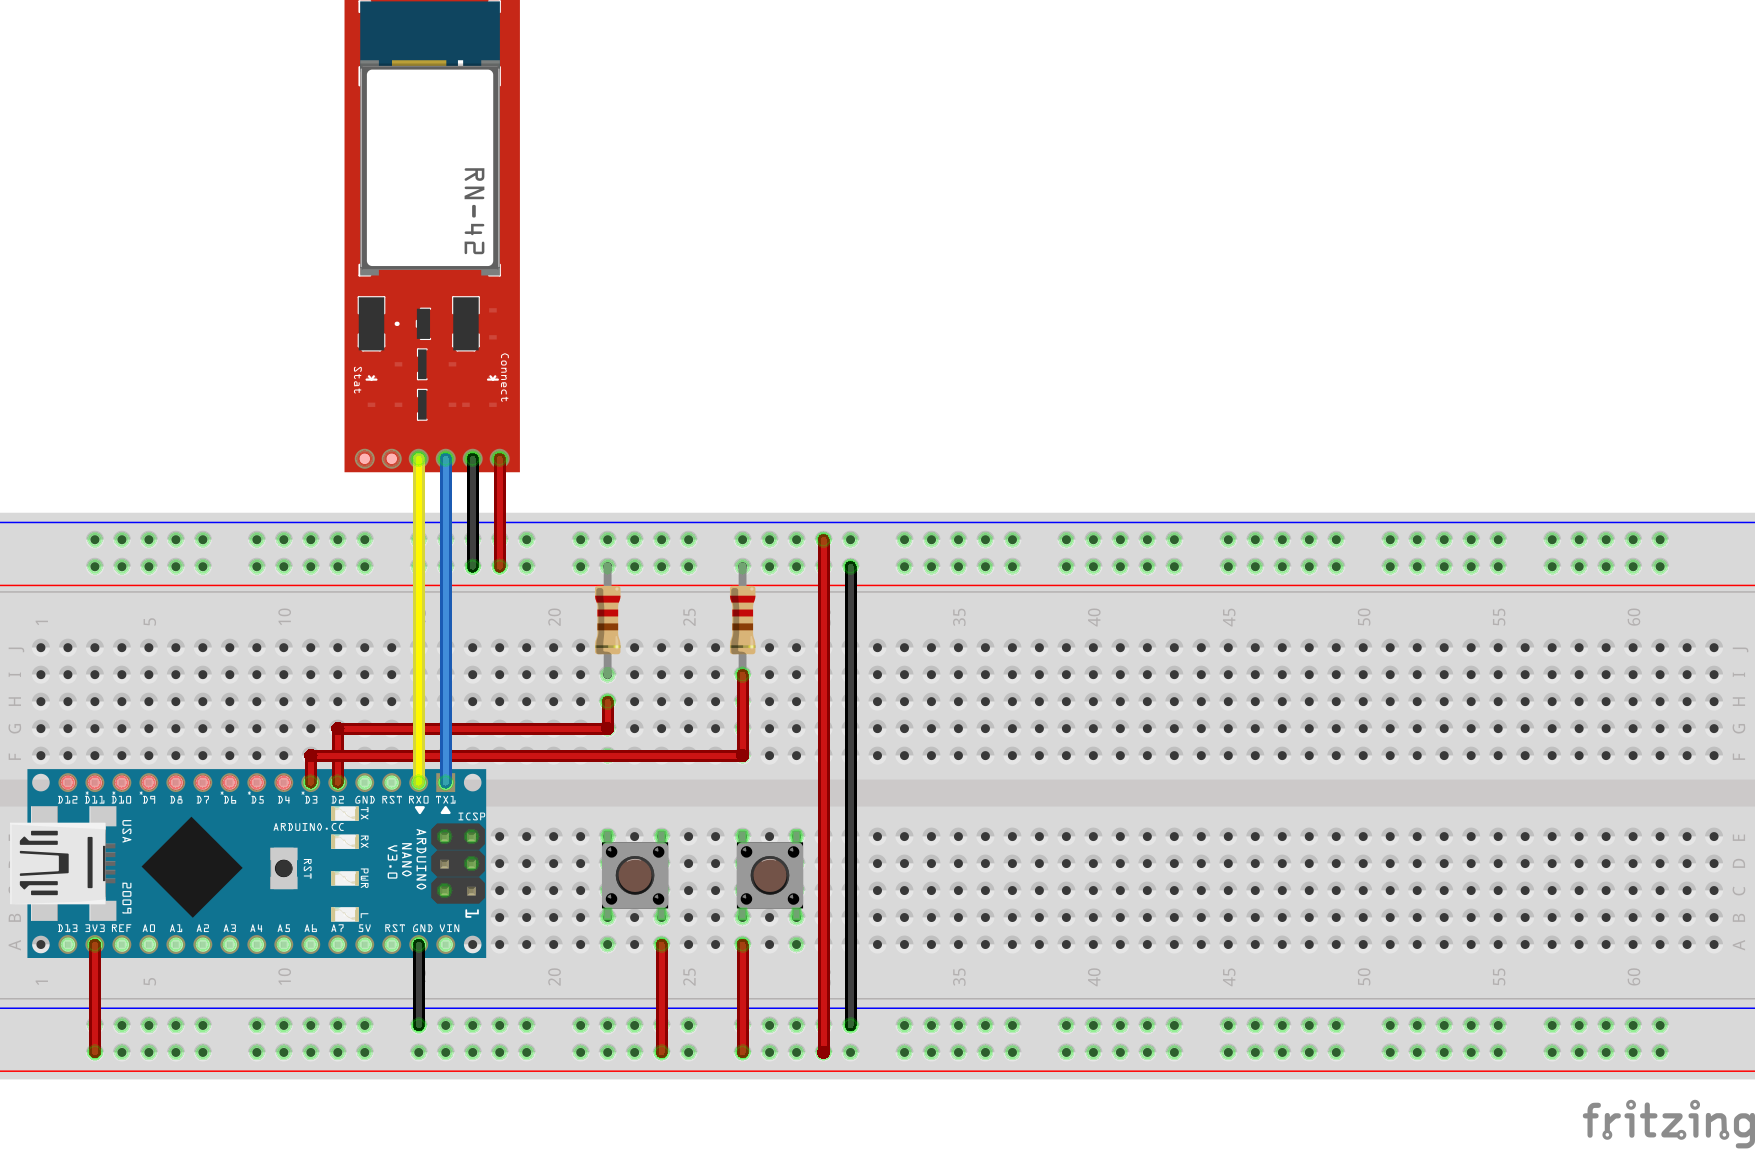 RN-42
Stat
Connect
1 5 10 20 25 35 40 45 50 55 60
J J
I I
H H
G G
F F
D12 D11 D10 D9 D8 D7 D6 D5 D4 D3 D2 GND RST RX0 TX1
TX
ICSP
ARDUINO.CC
USA
RX
ARDUINO
NANO
V3.0
E
D
RST
PWR
C
2009
L
1
B B
D13 3V3 REF A0 A1 A2 A3 A4 A5 A6 A7 5V RST GND VIN
A A
1 5 10 20 25 35 40 45 50 55 60
fritzing